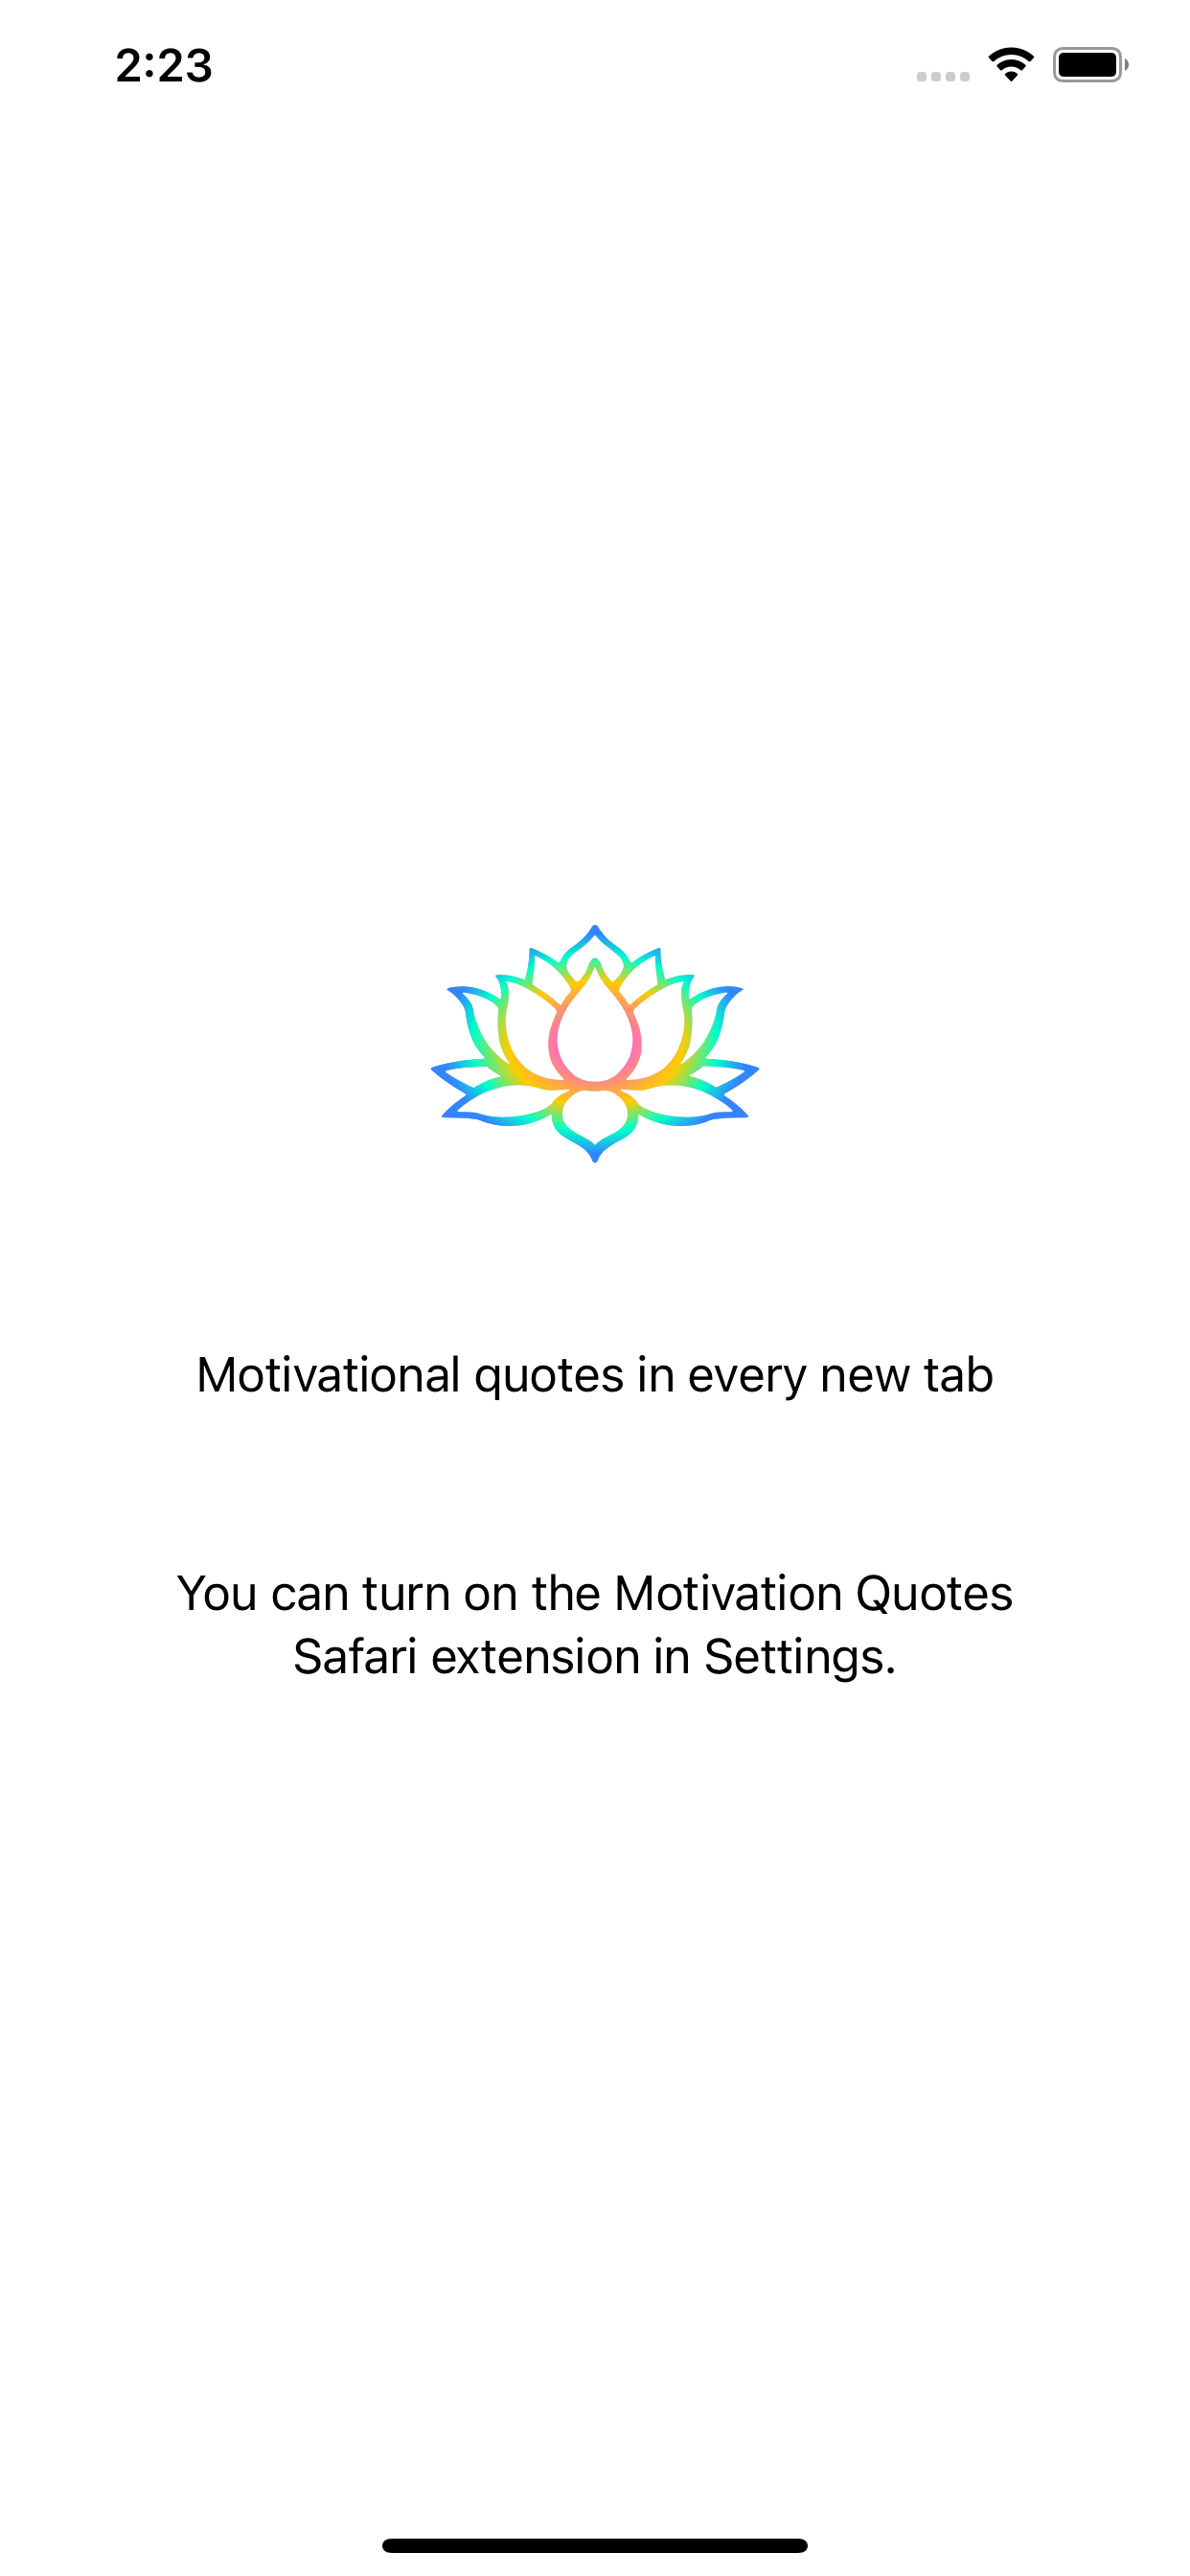 2:23
Motivational quotes in every new tab
You can turn on the Motivation Quotes
Safari extension in Settings.